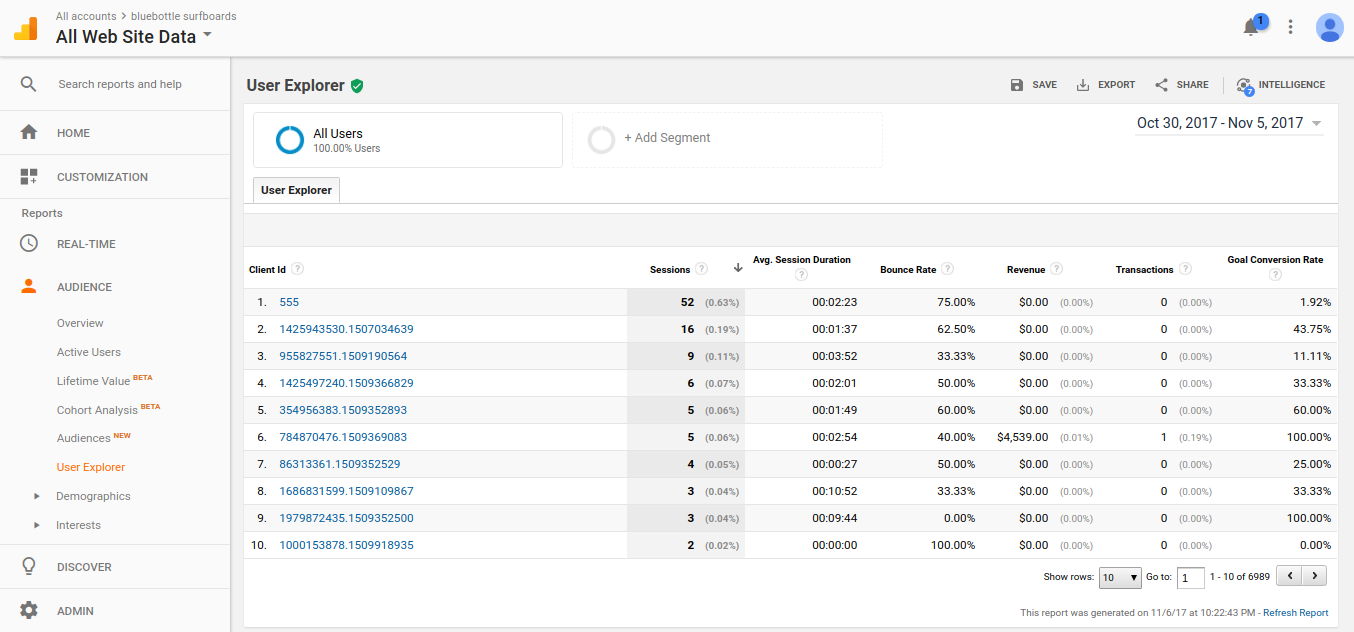 All accounts > bluebottle surfboards
All Web Site Data
1
Search reports and help
HOME
CUSTOMIZATION
Reports
REAL-TIME
AUDIENCE
Overview
Active Users
Lifetime Value BETA
Cohort Analysis BETA
Audiences NEW
User Explorer
Demographics
Interests
DISCOVER
ADMIN
User Explorer
SAVE EXPORT SHARE 7 INTELLIGENCE
All Users
100.00% Users
+ Add Segment
Oct 30, 2017 - Nov 5, 2017
User Explorer
Client Id ? Sessions ? Avg. Session Duration ? Bounce Rate ? Revenue ? Transactions ? Goal Conversion Rate ?
1. 555 52 (0.63%) 00:02:23 75.00% $0.00 (0.00%) 0 (0.00%) 1.92%
2. 1425943530.1507034639 16 (0.19%) 00:01:37 62.50% $0.00 (0.00%) 0 (0.00%) 43.75%
3. 955827551.1509190564 9 (0.11%) 00:03:52 33.33% $0.00 (0.00%) 0 (0.00%) 11.11%
4. 1425497240.1509366829 6 (0.07%) 00:02:01 50.00% $0.00 (0.00%) 0 (0.00%) 33.33%
5. 354956383.1509352893 5 (0.06%) 00:01:49 60.00% $0.00 (0.00%) 0 (0.00%) 60.00%
6. 784870476.1509369083 5 (0.06%) 00:02:54 40.00% $4,539.00 (0.01%) 1 (0.19%) 100.00%
7. 86313361.1509352529 4 (0.05%) 00:00:27 50.00% $0.00 (0.00%) 0 (0.00%) 25.00%
8. 1686831599.1509109867 3 (0.04%) 00:10:52 33.33% $0.00 (0.00%) 0 (0.00%) 33.33%
9. 1979872435.1509352500 3 (0.04%) 00:09:44 0.00% $0.00 (0.00%) 0 (0.00%) 100.00%
10. 1000153878.1509918935 2 (0.02%) 00:00:00 100.00% $0.00 (0.00%) 0 (0.00%) 0.00%
Show rows: 10 Go to: 1 1 - 10 of 6989
This report was generated on 11/6/17 at 10:22:43 PM - Refresh Report